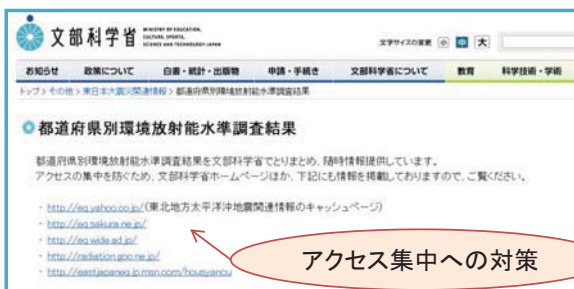 文部科学省
MINISTRY OF EDUCATION,
CULTURE, SPORTS,
SCIENCE AND TECHNOLOGY-JAPAN
文字サイズの変更 小 中 大
お知らせ 政策について 白書・統計・出版物 申請・手続き 文部科学省について 教育 科学技術・学術
トップ > その他 > 東日本大震災関連情報 > 都道府県別環境放射能水準調査結果
都道府県別環境放射能水準調査結果
都道府県別環境放射能水準調査結果を文部科学省でとりまとめ、随時情報提供しています。
アクセスの集中を防ぐため、文部科学省ホームページほか、下記にも情報を掲載しておりますので、ご覧ください。
・http://eq.yahoo.co.jp/(東北地方太平洋沖地震関連情報のキャッシュページ)
・http://eq.sakura.ne.jp/
・http://eq.wide.ad.jp/
・http://radiation.goo.ne.jp/
・http://eastjapaneq.jp.msn.com/housyanou
アクセス集中への対策